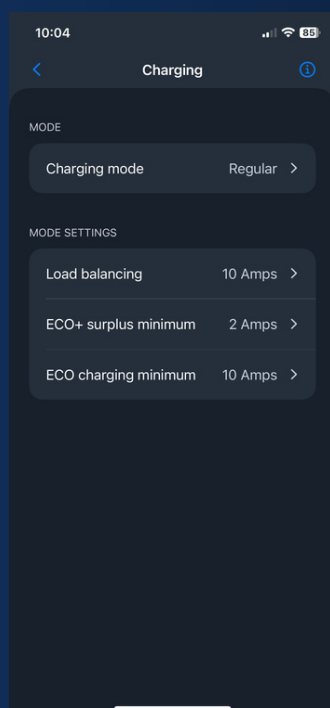 10:04
85
Charging
MODE
Charging mode Regular
MODE SETTINGS
Load balancing 10 Amps
ECO+ surplus minimum 2 Amps
ECO charging minimum 10 Amps